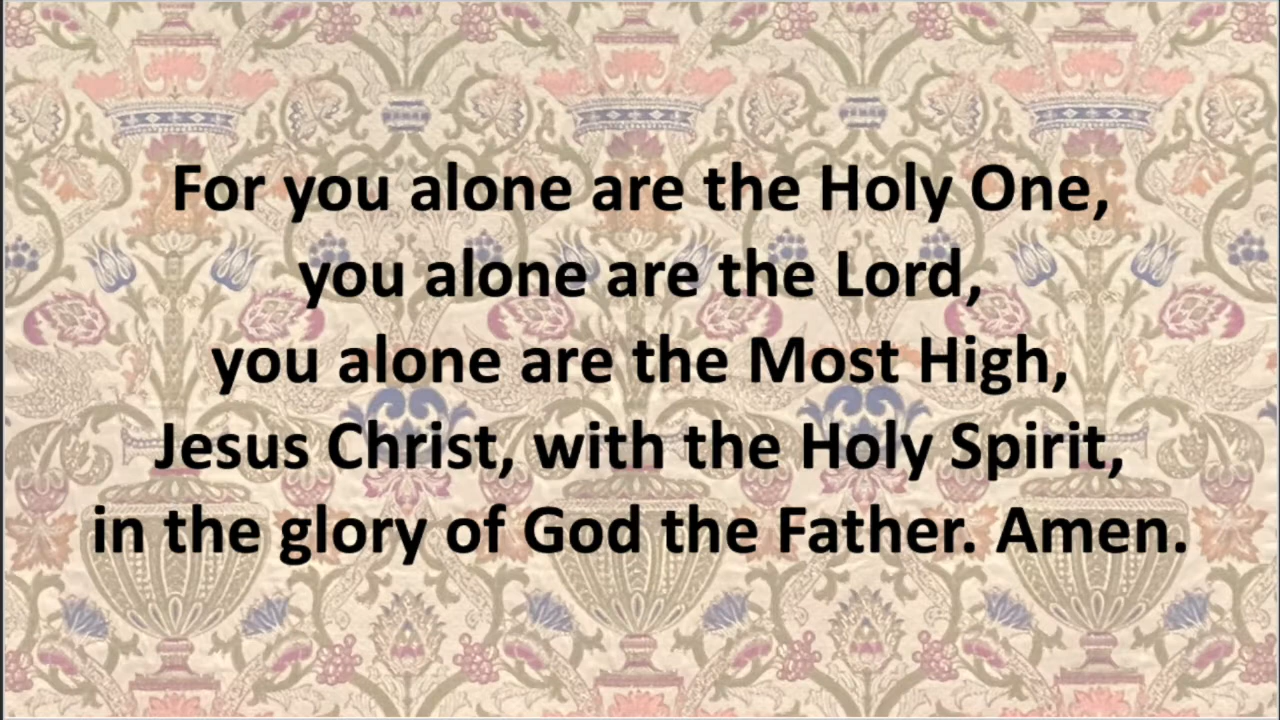 For you alone are the Holy One,
you alone are the Lord,
you alone are the Most High,
Jesus Christ, with the Holy Spirit,
in the glory of God the Father. Amen.